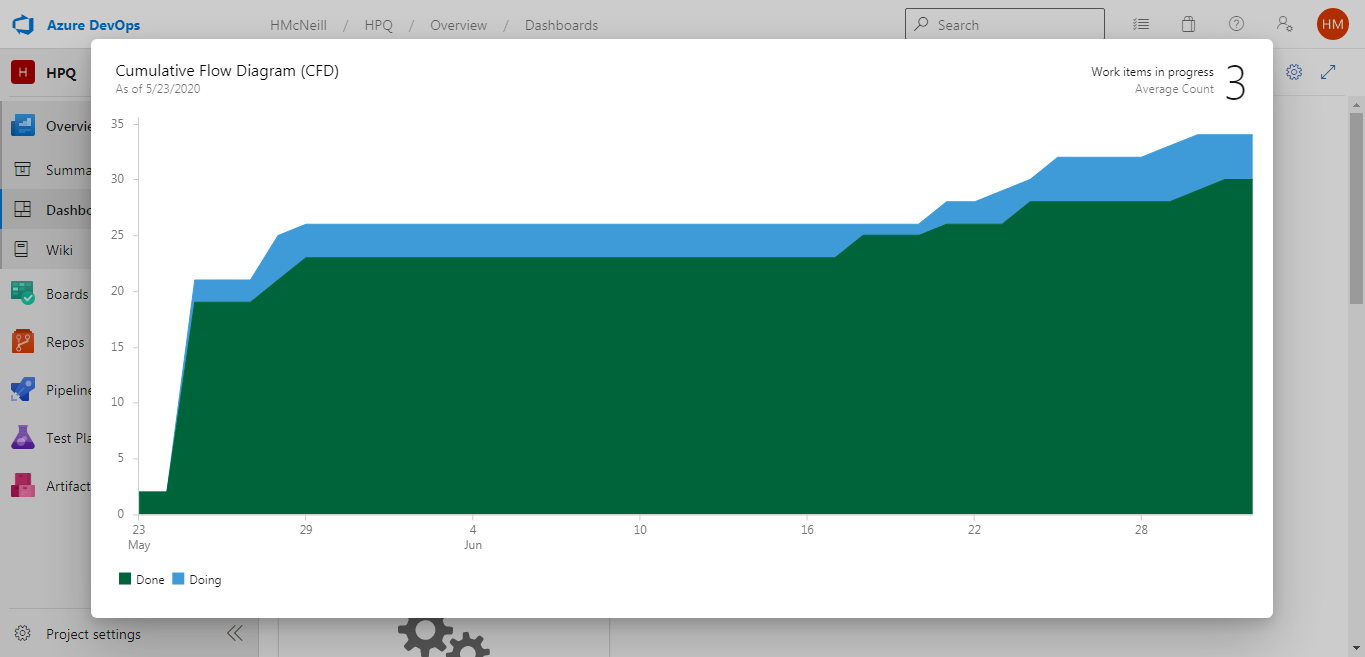 Azure DevOps
HMcNeill / HPQ / Overview / Dashboards
Search
HM
H
HPQ
Overvie
Summa
Dashbo
Wiki
Boards
Repos
Pipeline
Test Pla
Artifact
Project settings
Cumulative Flow Diagram (CFD)
As of 5/23/2020
Work items in progress
Average Count
3
35
30
25
20
15
10
5
0
23 29 4 10 16 22 28
May Jun
Done Doing